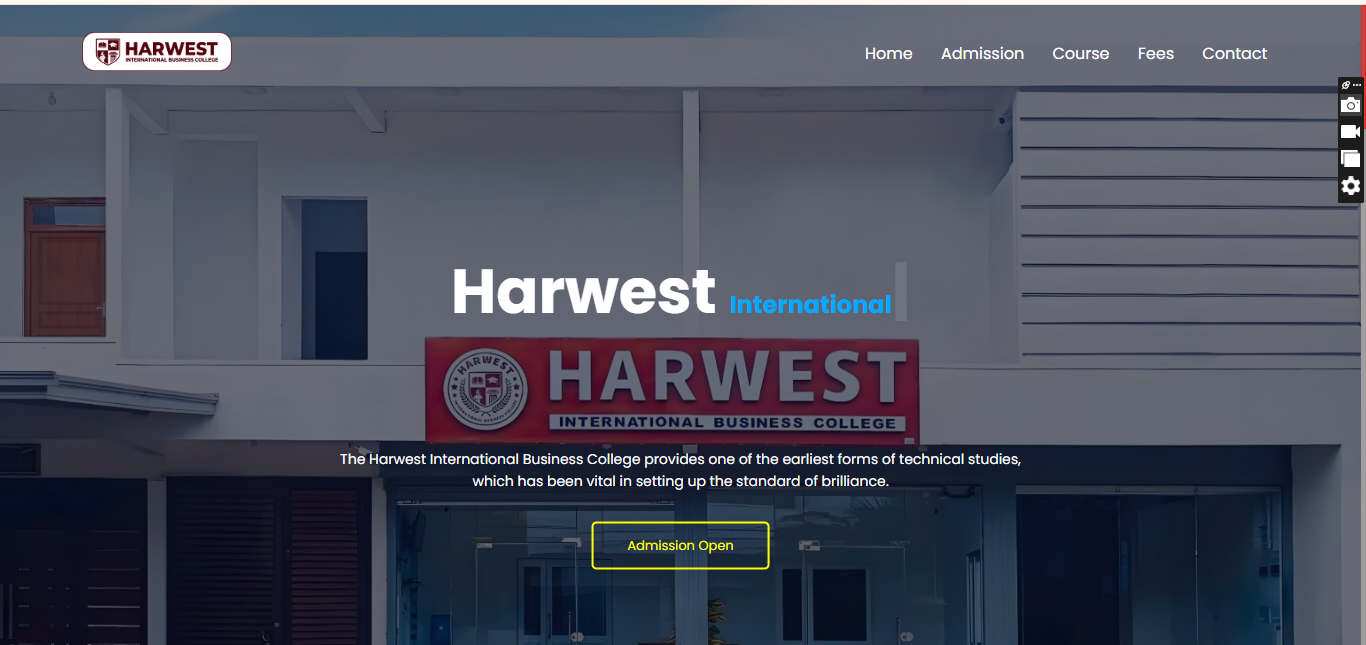 HARWEST
INTERNATIONAL BUSINESS COLLEGE
Home Admission Course Fees Contact
Harwest International
HARWEST
HARWEST
INTERNATIONAL BUSINESS COLLEGE
The Harwest International Business College provides one of the earliest forms of technical studies,
which has been vital in setting up the standard of brilliance.
Admission Open